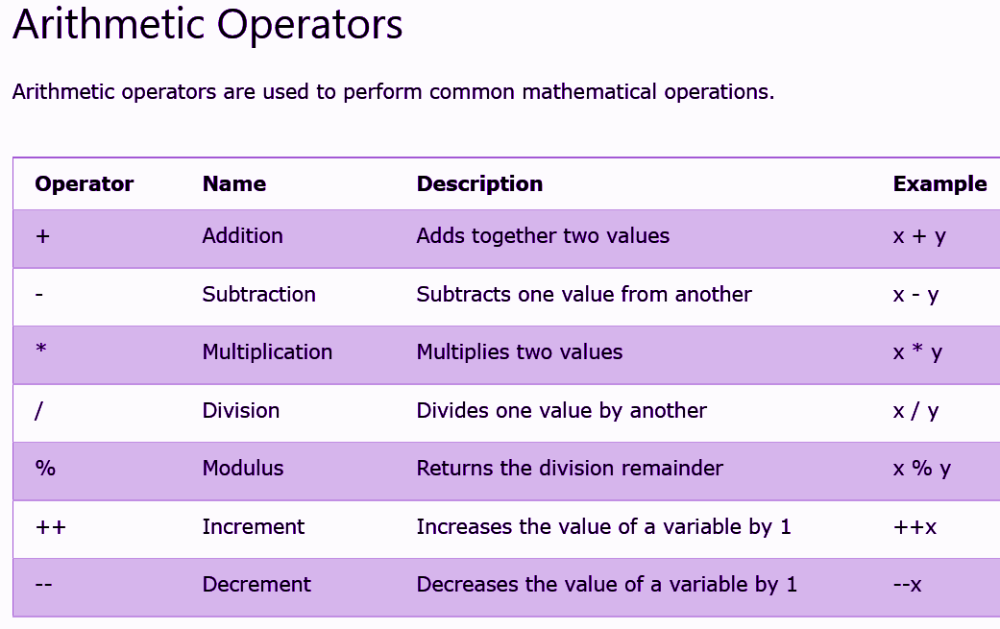 Arithmetic Operators
Arithmetic operators are used to perform common mathematical operations.
Operator Name Description Example
+ Addition Adds together two values x + y
- Subtraction Subtracts one value from another x - y
* Multiplication Multiplies two values x * y
/ Division Divides one value by another x / y
% Modulus Returns the division remainder x % y
++ Increment Increases the value of a variable by 1 ++x
-- Decrement Decreases the value of a variable by 1 --x